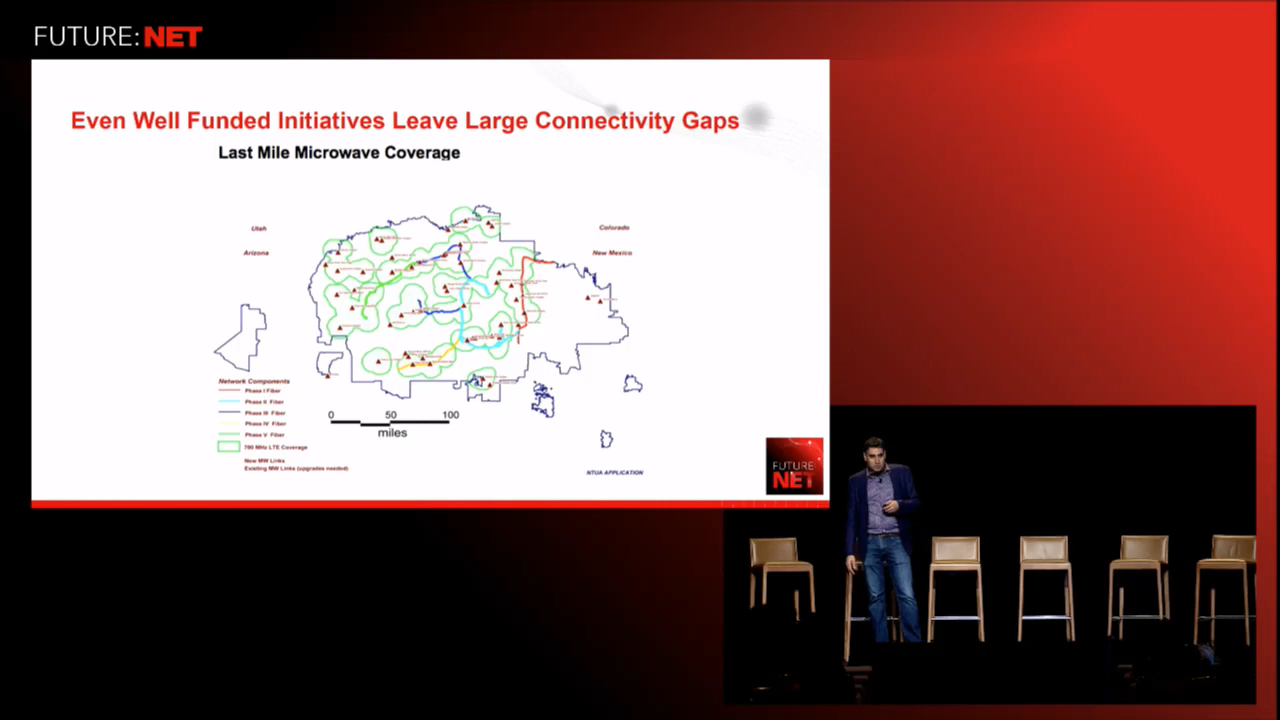 FUTURE:NET
Even Well Funded Initiatives Leave Large Connectivity Gaps
Last Mile Microwave Coverage
Utah
Colorado
Arizona
New Mexico
Network Components
Phase I Fiber
Phase II Fiber
Phase III Fiber
Phase IV Fiber
Phase V Fiber
700 MHz LTE Coverage
New MW Links
Existing MW Links (upgrades needed)
0 50 100
miles
NTUA APPLICATION
FUTURE
NET